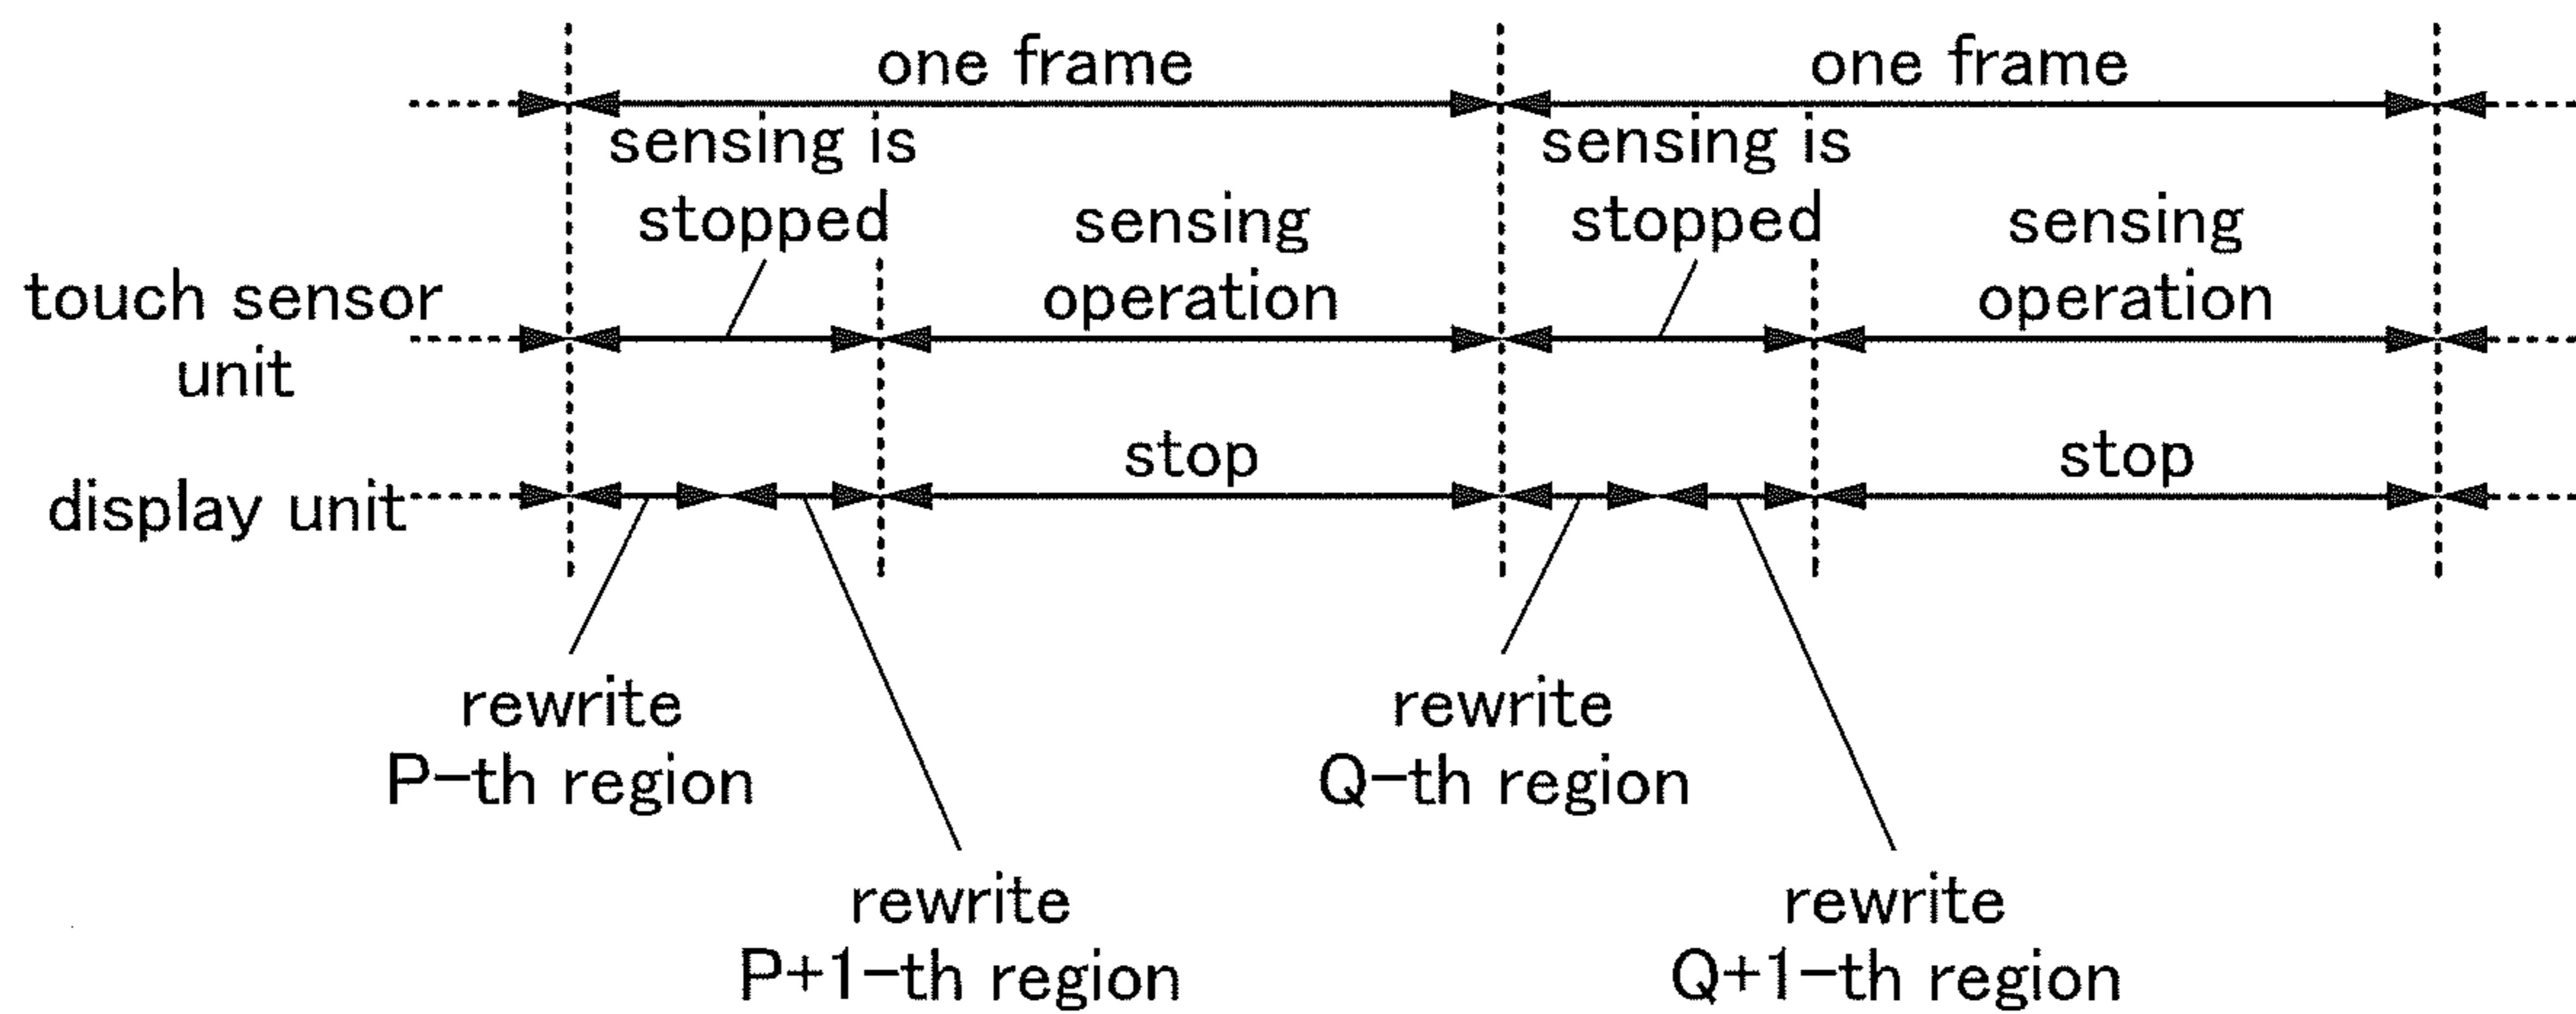 one frame
one frame
sensing is
stopped
sensing
operation
sensing is
stopped
sensing
operation
touch sensor
unit
stop
stop
display unit
rewrite
P-th region
rewrite
Q-th region
rewrite
P+1-th region
rewrite
Q+1-th region